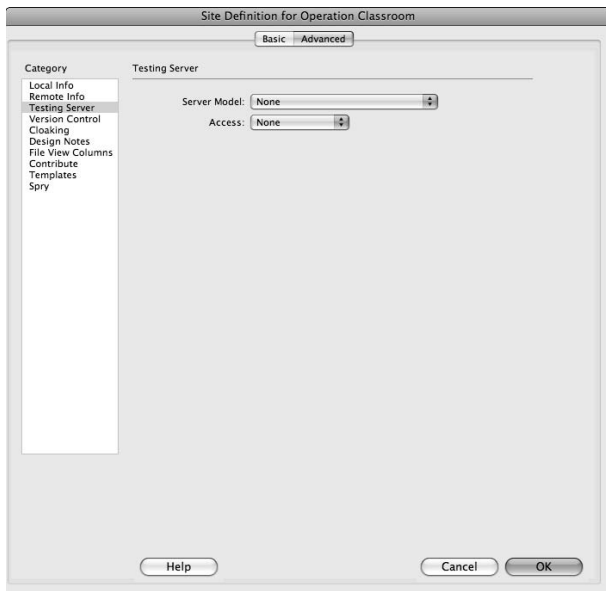 Site Definition for Operation Classroom
Basic Advanced
Category
Local Info
Remote Info
Testing Server
Version Control
Cloaking
Design Notes
File View Columns
Contribute
Templates
Spry
Testing Server
Server Model: None
Access: None
Help Cancel OK